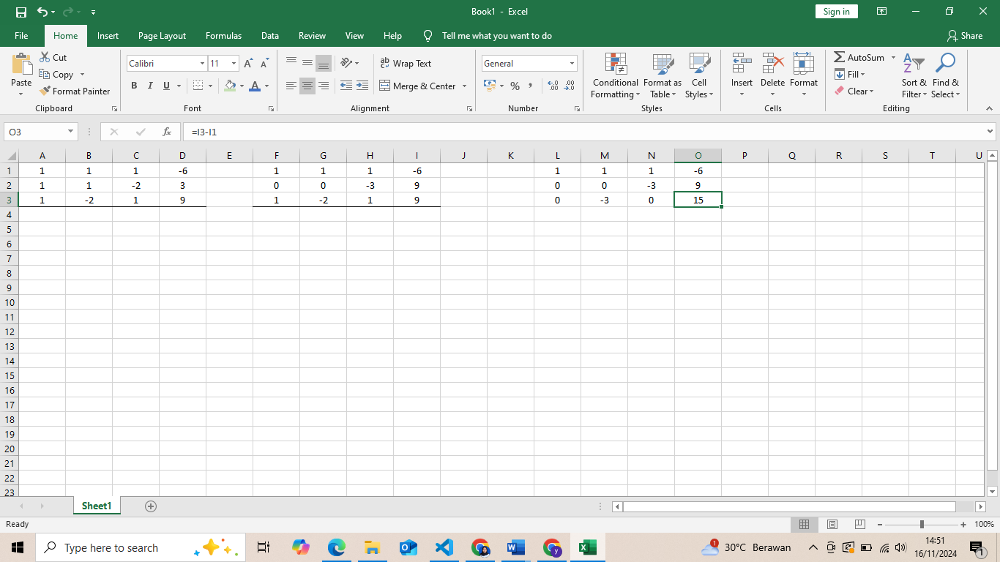 Book1 - Excel
Sign in
File Home Insert Page Layout Formulas Data Review View Help Tell me what you want to do Share
Paste
Cut
Copy
Format Painter
Clipboard
Calibri 11
B I U
Font
Wrap Text
Merge & Center
Alignment
General
Number
Conditional Formatting
Format as Table
Cell Styles
Styles
Insert Delete Format
Cells
AutoSum
Fill
Clear
Sort & Filter
Find & Select
Editing
O3 fx =I3-I1
A B C D E F G H I J K L M N O P Q R S T U
1 1 1 1 -6 1 1 1 -6 1 1 1 -6
2 1 1 -2 3 0 0 -3 9 0 0 -3 9
3 1 -2 1 9 1 -2 1 9 0 -3 0 15
4
5
6
7
8
9
10
11
12
13
14
15
16
17
18
19
20
21
22
23
Sheet1
Ready 100%
Type here to search
1
30°C Berawan
14:51
16/11/2024
1